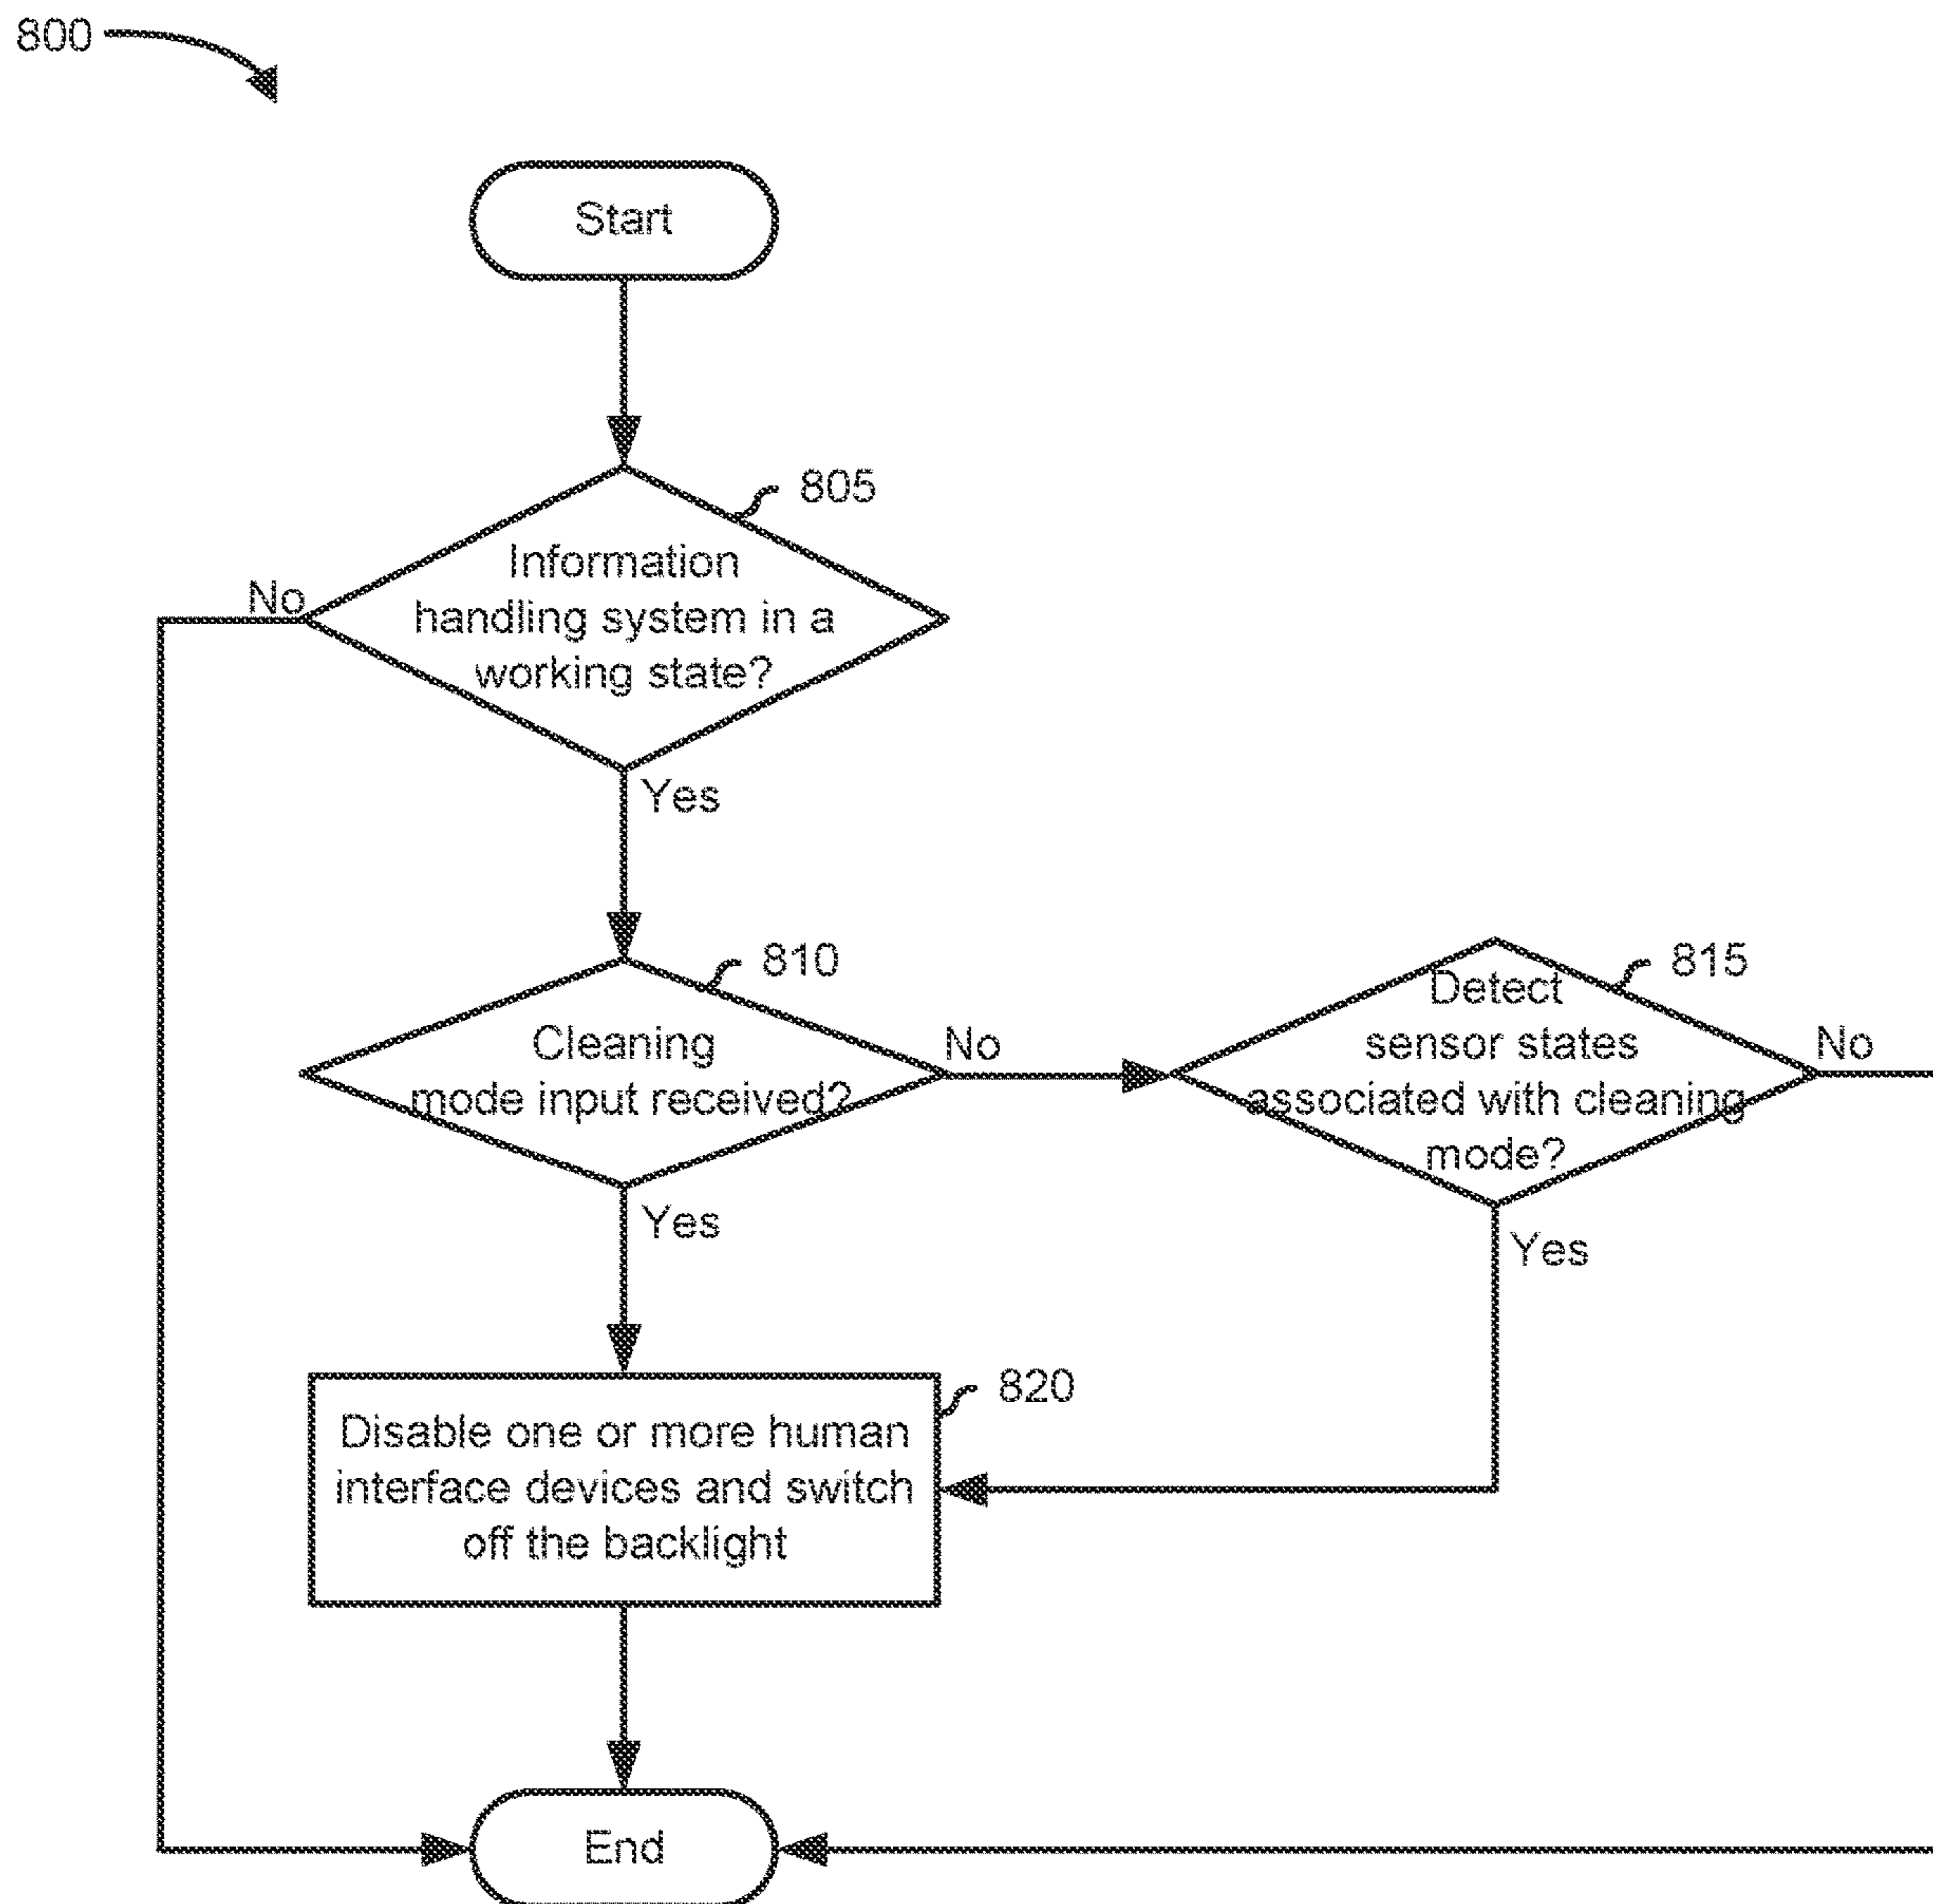 800
Start
805
Information
handling system in a
working state?
No
Yes
810
Cleaning
mode input received?
No
Yes
815
Detect
sensor states
associated with cleaning
mode?
No
Yes
820
Disable one or more human
interface devices and switch
off the backlight
End